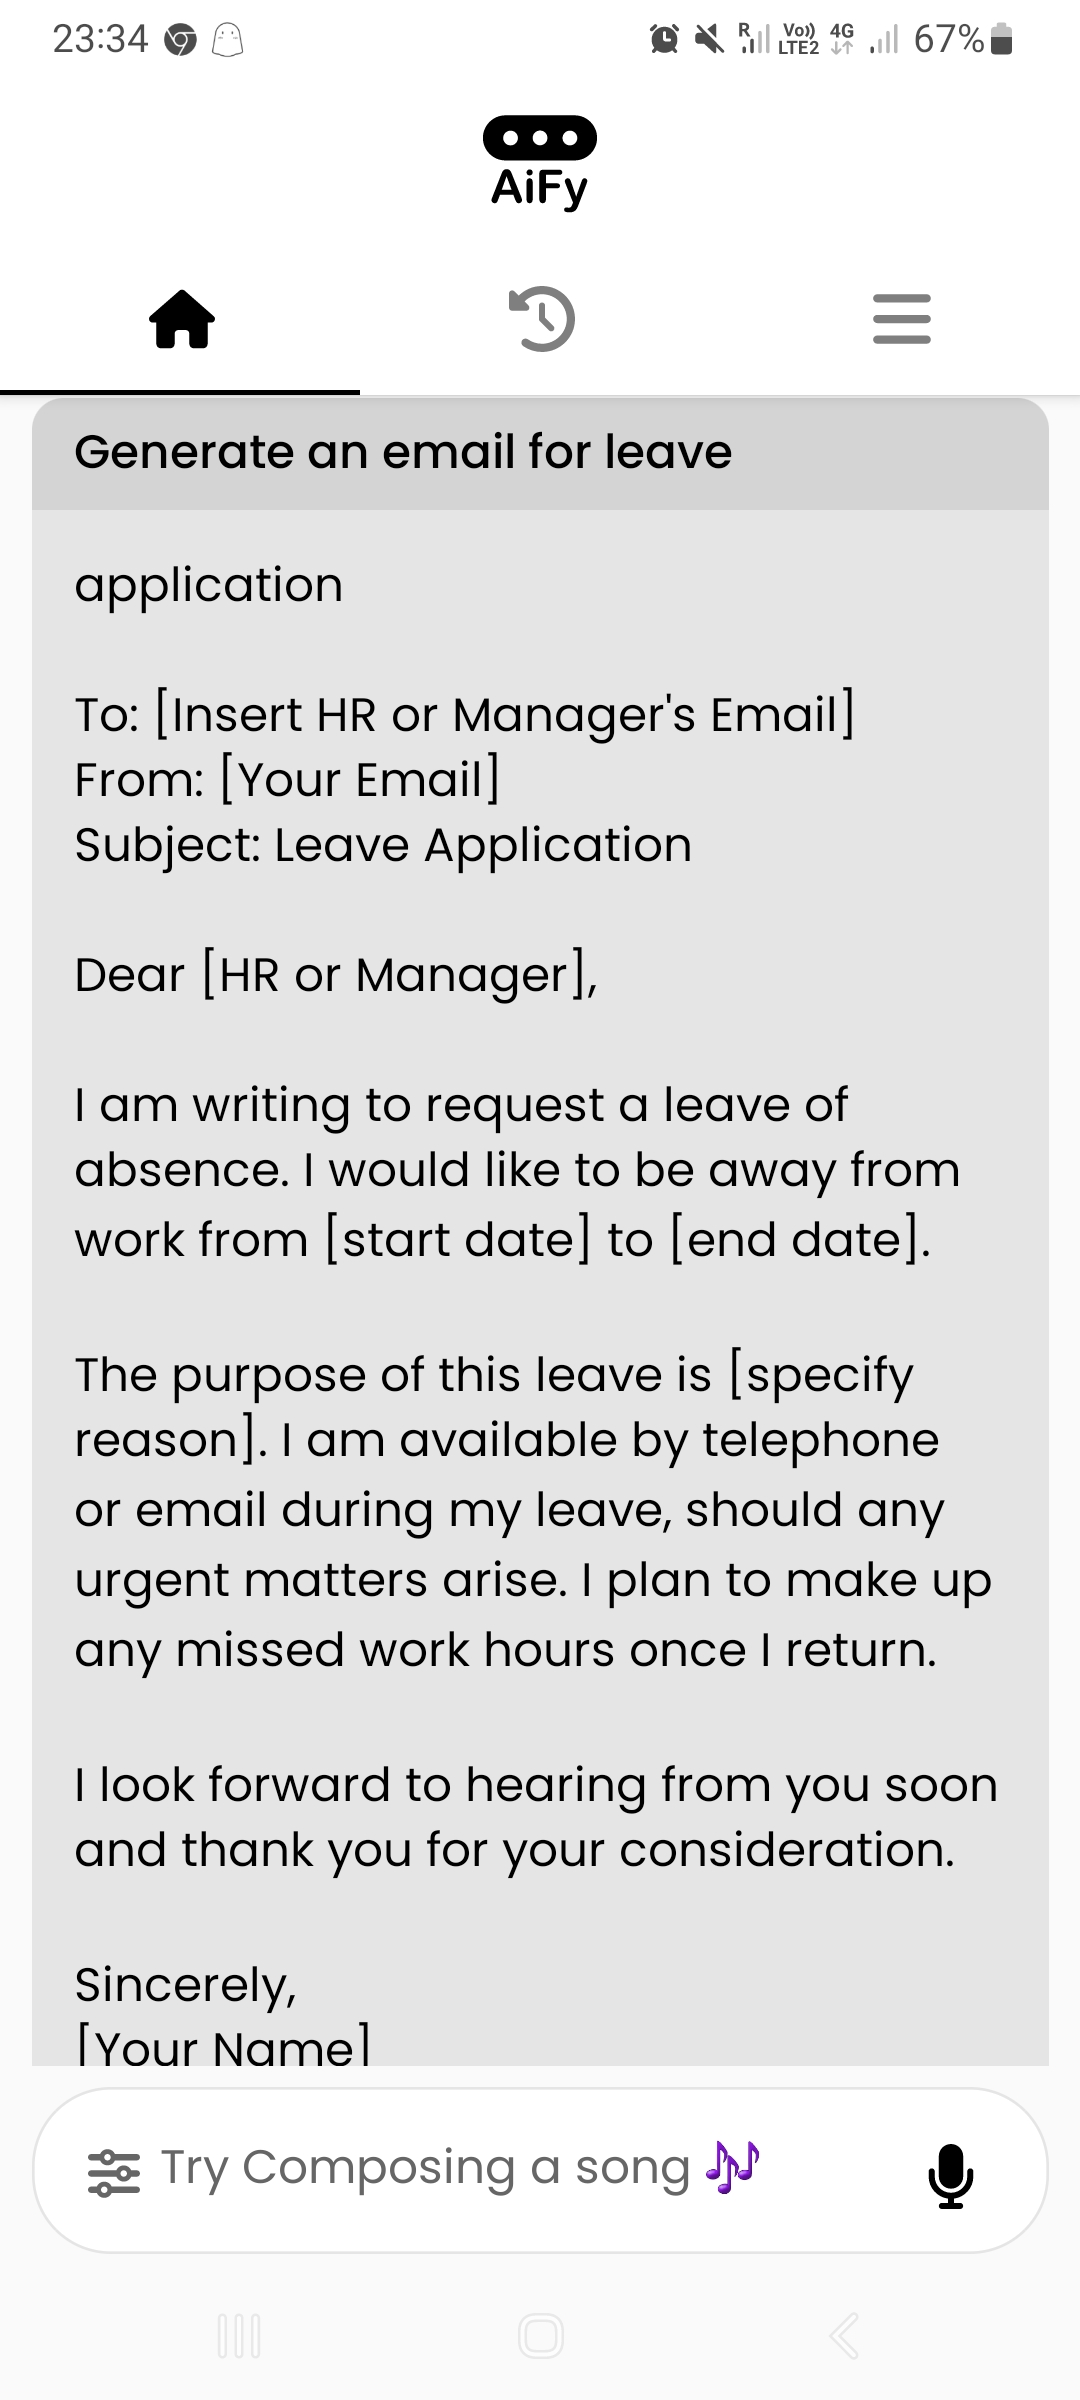 23:34
R Vo)) LTE2 4G 67%
AiFy
Generate an email for leave
application
To: [Insert HR or Manager's Email]
From: [Your Email]
Subject: Leave Application
Dear [HR or Manager],
I am writing to request a leave of
absence. I would like to be away from
work from [start date] to [end date].
The purpose of this leave is [specify
reason]. I am available by telephone
or email during my leave, should any
urgent matters arise. I plan to make up
any missed work hours once I return.
I look forward to hearing from you soon
and thank you for your consideration.
Sincerely,
[Your Name]
Try Composing a song 🎶